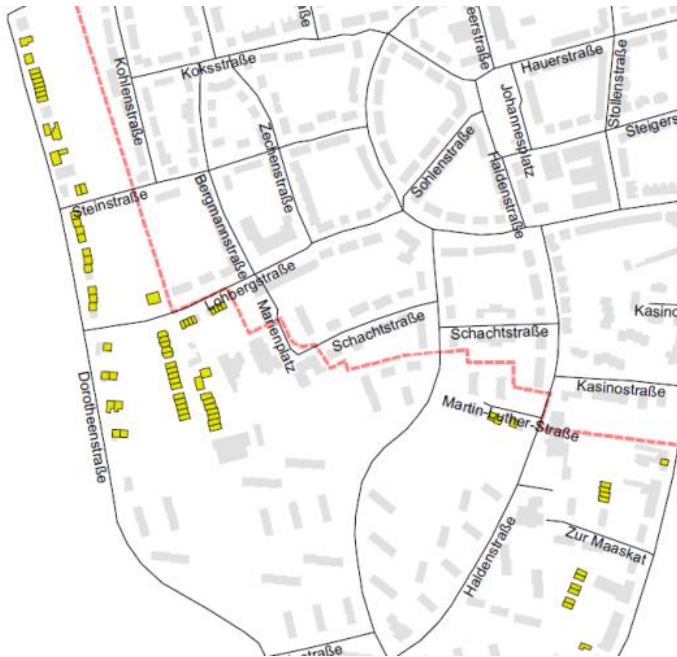 Koksstraße
Kohlenstraße
Hauerstraße
Stollenstraße
Johannesplatz
Steigers
Zechenstraße
Sohlenstraße
Haldenstraße
Steinstraße
Bergmannstraße
Lohbergstraße
Marienplatz
Schachtstraße
Schachtstraße
Kasino
Kasinostraße
Dorotheenstraße
Martin-Luther-Straße
Haldenstraße
Zur Maaskat